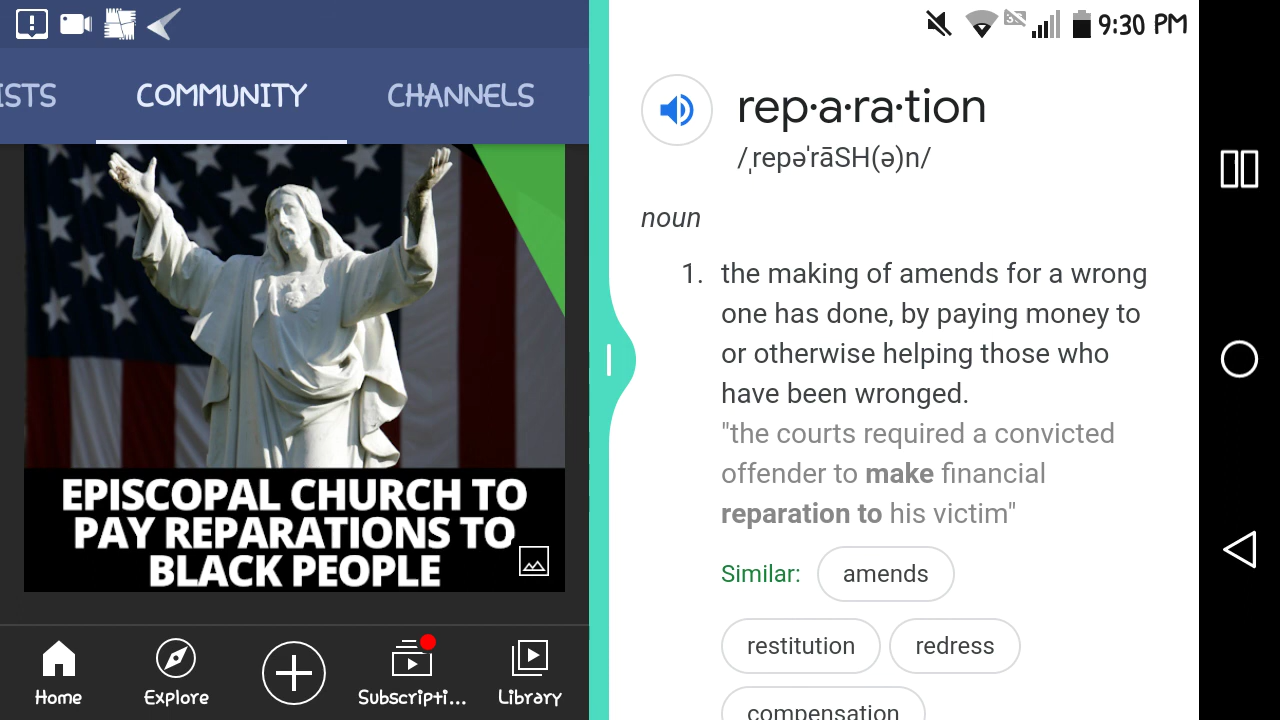 9:30 PM
ISTS COMMUNITY CHANNELS
EPISCOPAL CHURCH TO
PAY REPARATIONS TO
BLACK PEOPLE
Home Explore Subscripti... Library
rep·a·ra·tion
/ˌrepəˈrāSH(ə)n/
noun
1. the making of amends for a wrong
one has done, by paying money to
or otherwise helping those who
have been wronged.
"the courts required a convicted
offender to make financial
reparation to his victim"
Similar: amends
restitution redress
compensation